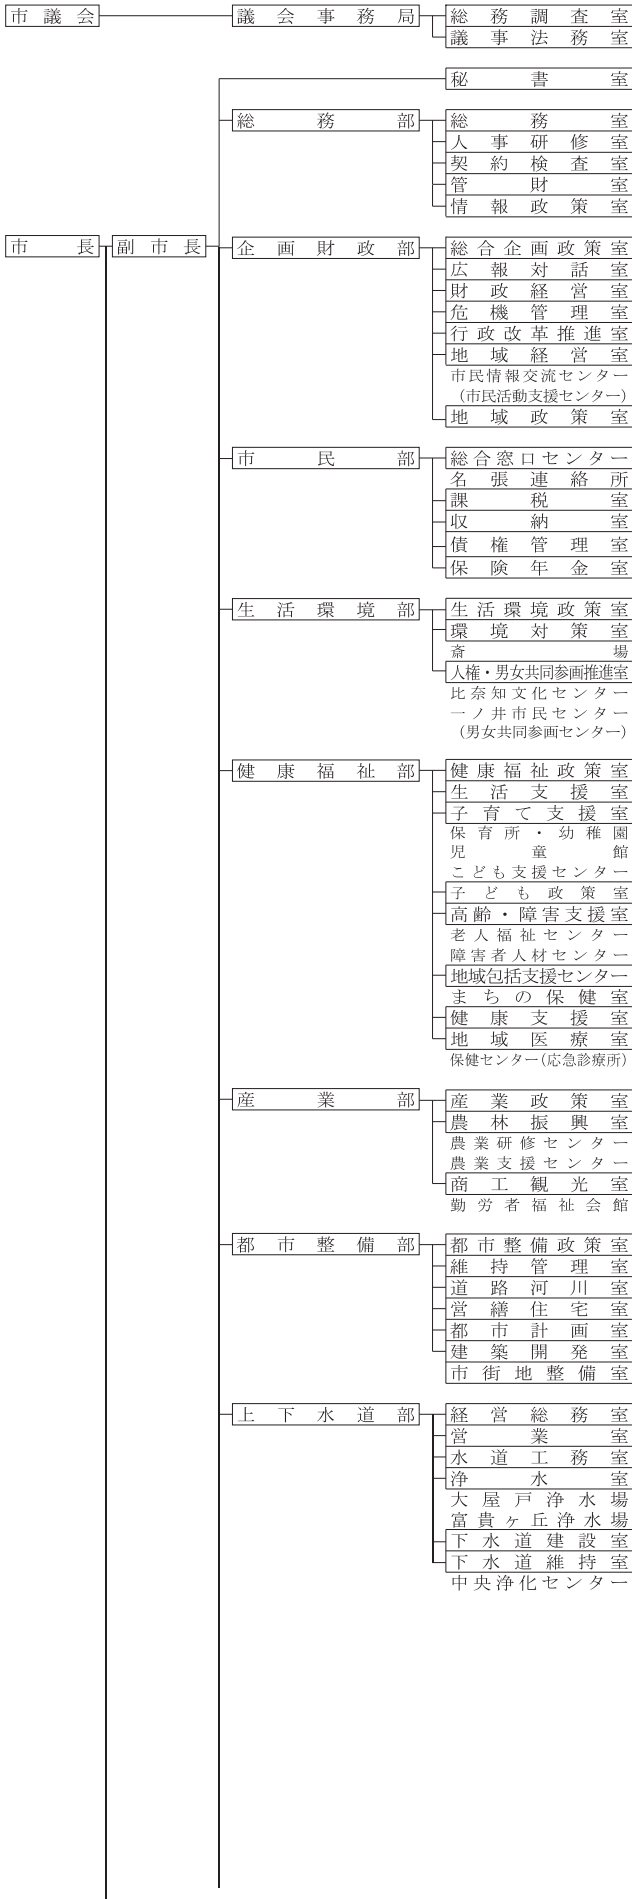 市議会 議会事務局 総務調査室
議事法務室
秘書室
総務部 総務室
人事研修室
契約検査室
管財室
情報政策室
市長 副市長 企画財政部 総合企画政策室
広報対話室
財政経営室
危機管理室
行政改革推進室
地域経営室
市民情報交流センター
(市民活動支援センター)
地域政策室
市民部 総合窓口センター
名張連絡所
課税室
収納室
債権管理室
保険年金室
生活環境部 生活環境政策室
環境対策室
斎場
人権・男女共同参画推進室
比奈知文化センター
一ノ井市民センター
(男女共同参画センター)
健康福祉部 健康福祉政策室
生活支援室
子育て支援室
保育所・幼稚園
児童館
こども支援センター
子ども政策室
高齢・障害支援室
老人福祉センター
障害者人材センター
地域包括支援センター
まちの保健室
健康支援室
地域医療室
保健センター(応急診療所)
産業部 産業政策室
農林振興室
農業研修センター
農業支援センター
商工観光室
勤労者福祉会館
都市整備部 都市整備政策室
維持管理室
道路河川室
営繕住宅室
都市計画室
建築開発室
市街地整備室
上下水道部 経営総務室
営業室
水道工務室
浄水室
大屋戸浄水場
富貴ヶ丘浄水場
下水道建設室
下水道維持室
中央浄化センター